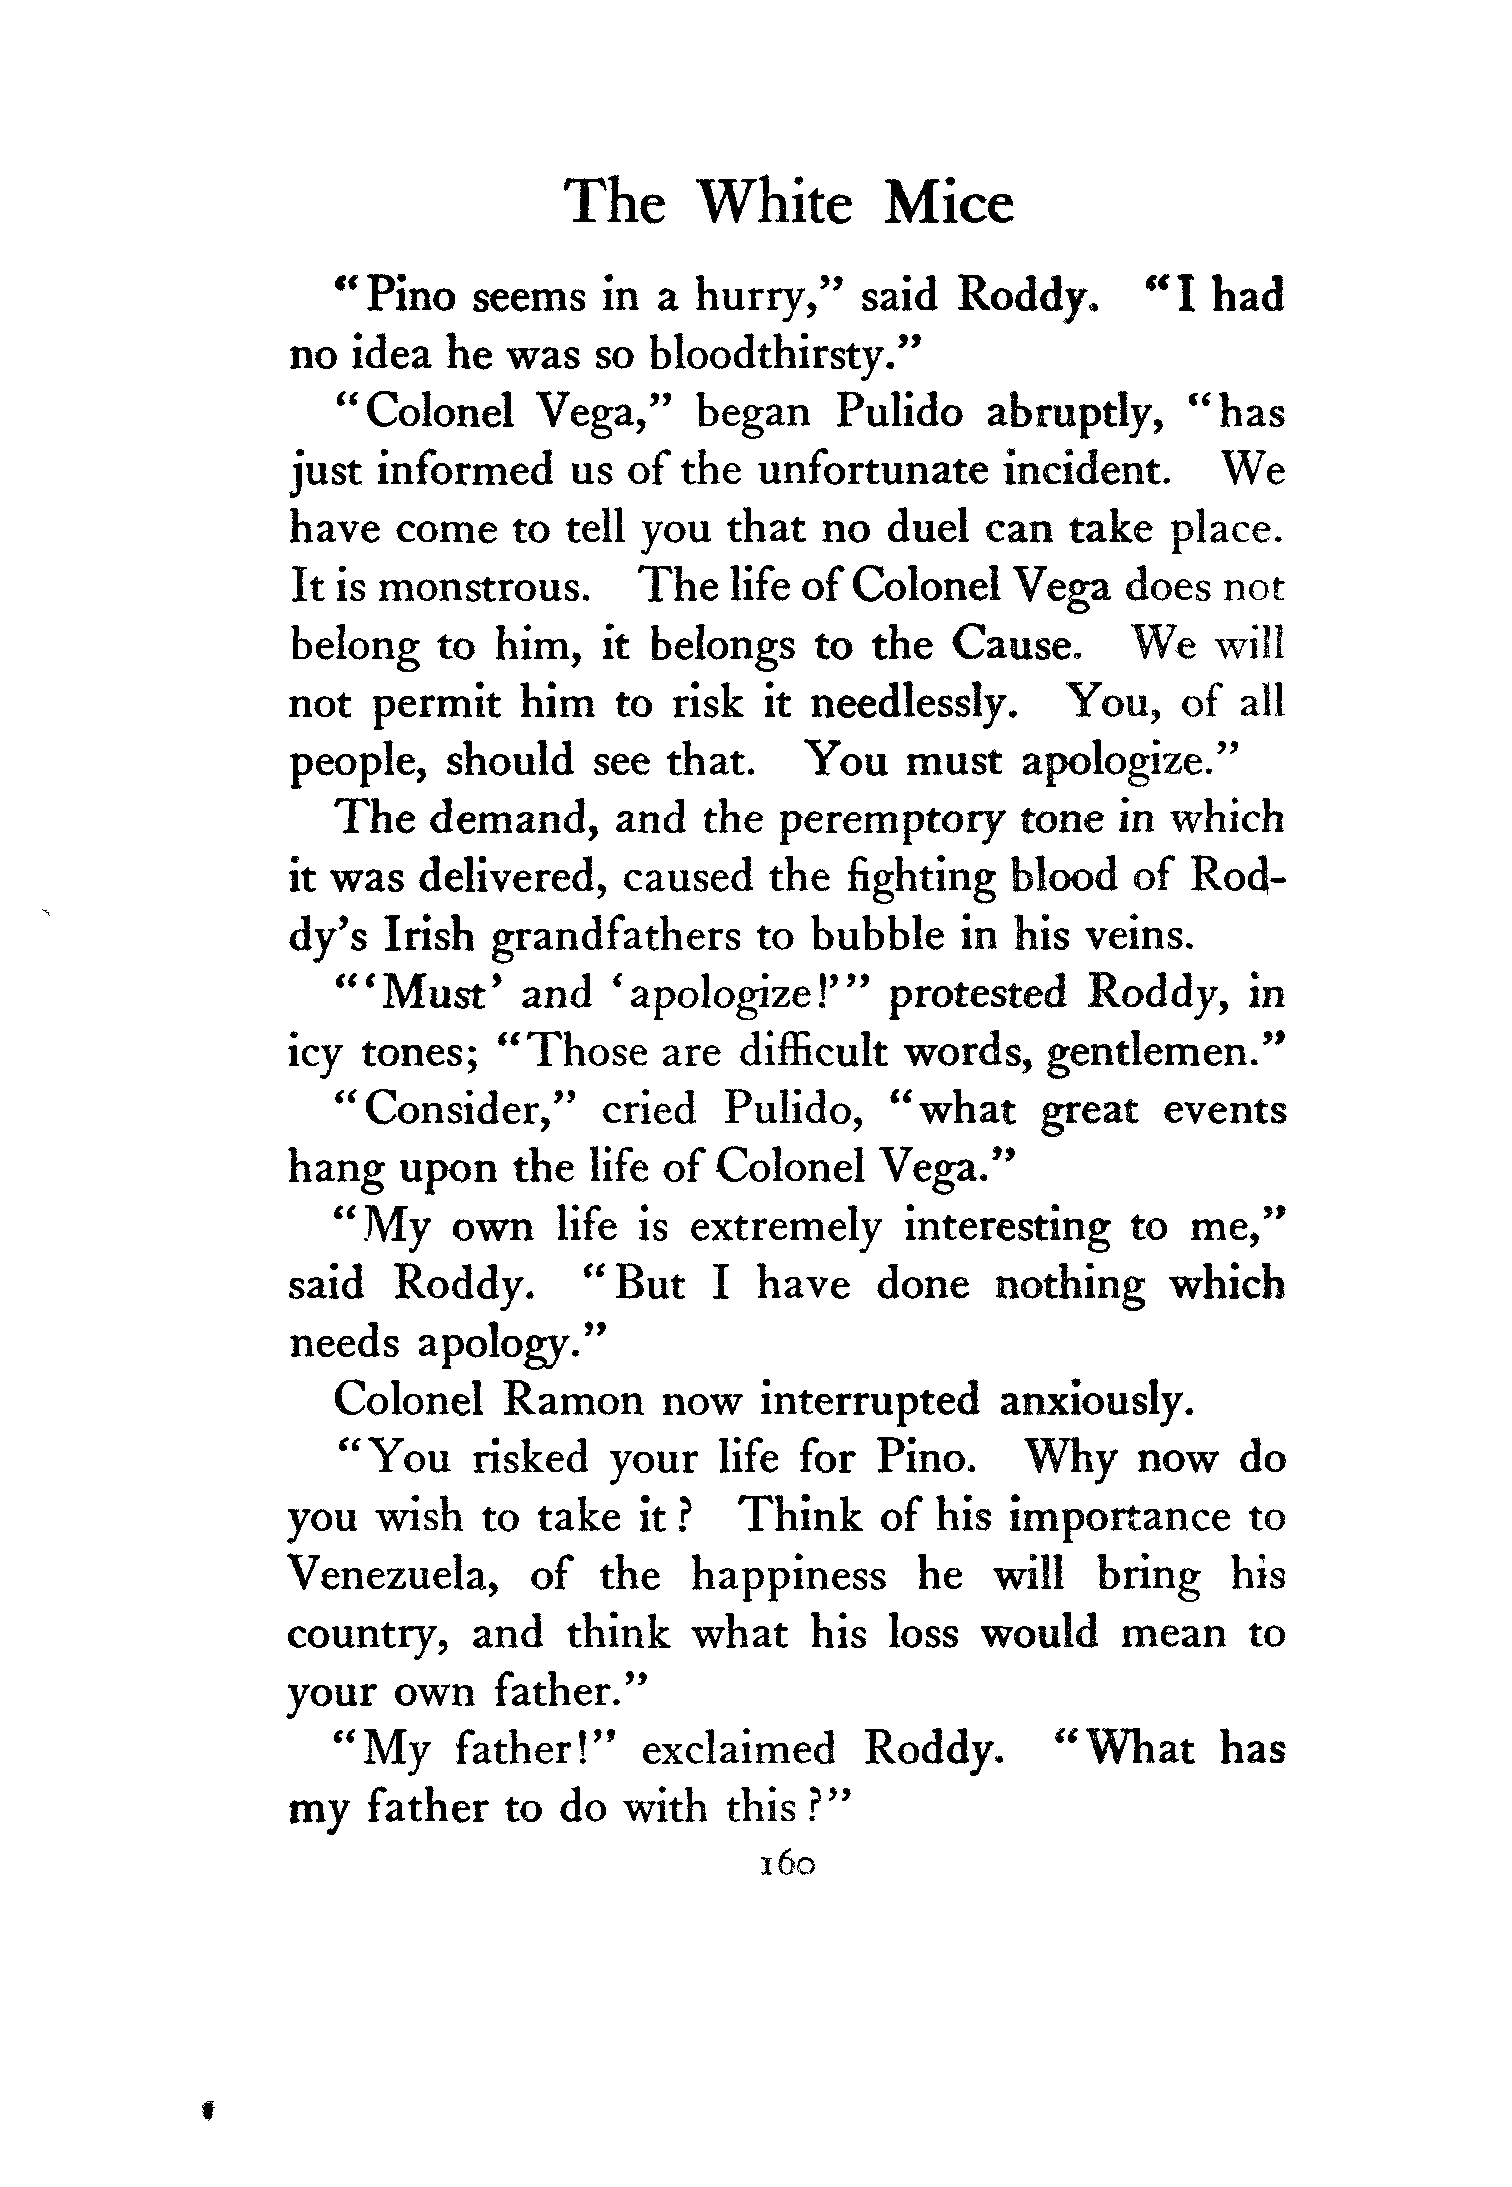 The White Mice
"Pino seems in a hurry," said Roddy. "I had
no idea he was so bloodthirsty."
"Colonel Vega," began Pulido abruptly, "has
just informed us of the unfortunate incident. We
have come to tell you that no duel can take place.
It is monstrous. The life of Colonel Vega does not
belong to him, it belongs to the Cause. We will
not permit him to risk it needlessly. You, of all
people, should see that. You must apologize."
The demand, and the peremptory tone in which
it was delivered, caused the fighting blood of Rod-
dy's Irish grandfathers to bubble in his veins.
"'Must' and 'apologize!'" protested Roddy, in
icy tones; "Those are difficult words, gentlemen."
"Consider," cried Pulido, "what great events
hang upon the life of Colonel Vega."
"My own life is extremely interesting to me,"
said Roddy. "But I have done nothing which
needs apology."
Colonel Ramon now interrupted anxiously.
"You risked your life for Pino. Why now do
you wish to take it? Think of his importance to
Venezuela, of the happiness he will bring his
country, and think what his loss would mean to
your own father."
"My father!" exclaimed Roddy. "What has
my father to do with this?"
160